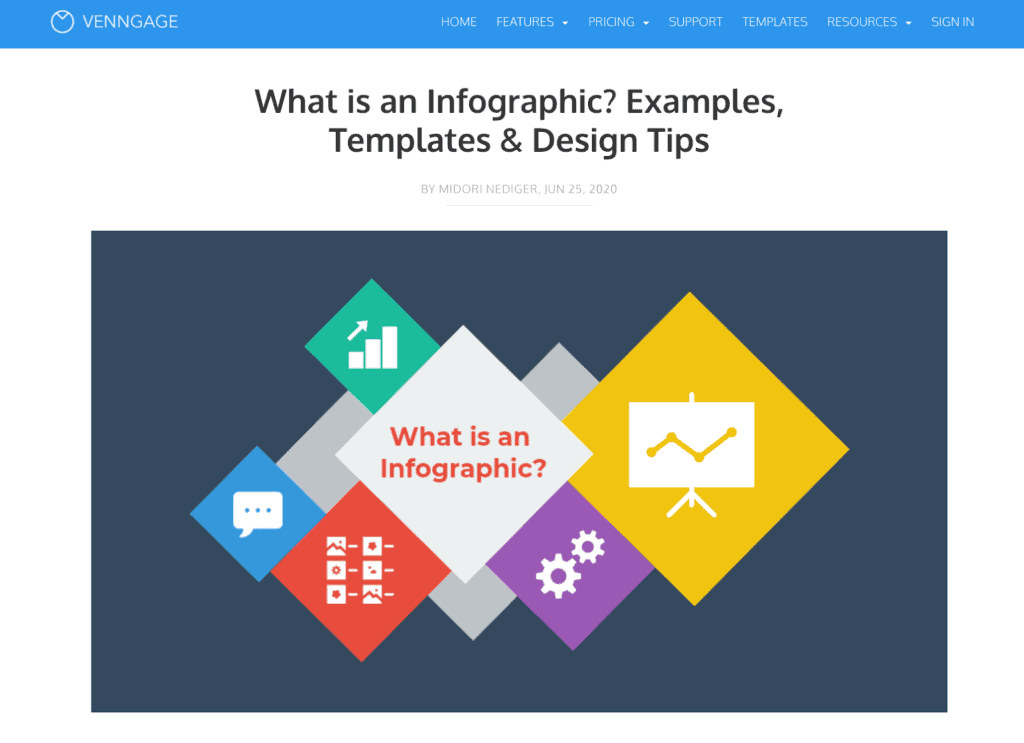 VENNGAGE HOME FEATURES PRICING SUPPORT TEMPLATES RESOURCES SIGN IN
What is an Infographic? Examples,
Templates & Design Tips
BY MIDORI NEDIGER, JUN 25, 2020
What is an
Infographic?